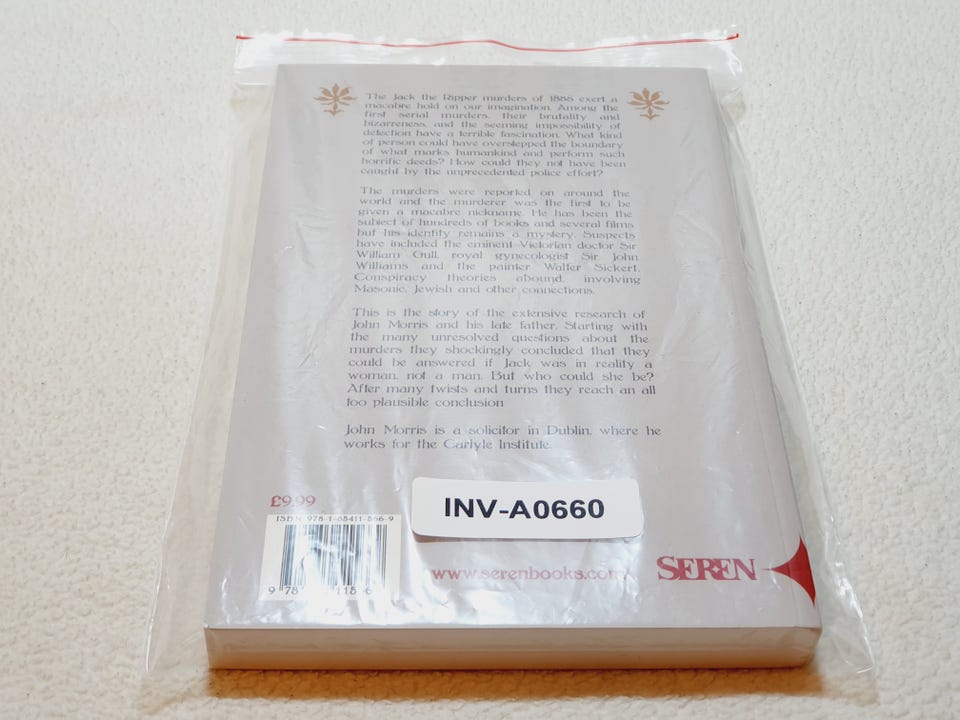 The Jack the Ripper murders of 1888 exert a
macabre hold on our imagination. Among the
first serial murders, their brutality and
bizarreness, and the seeming impossibility of
detection have a terrible fascination. What kind
of person could have overstepped the boundary
of what marks humankind and perform such
horrific deeds? How could they not have been
caught by the unprecedented police effort?
The murders were reported on around the
world and the murderer was the first to be
given a macabre nickname. He has been the
subject of hundreds of books and several films
but his identity remains a mystery. Suspects
have included the eminent Victorian doctor Sir
William Gull, royal gynecologist Sir John
Williams and the painter Walter Sickert.
Conspiracy theories abound, involving
Masonic, Jewish and other connections.
This is the story of the extensive research of
John Morris and his late father. Starting with
the many unresolved questions about the
murders they shockingly concluded that they
could be answered if Jack was in reality a
woman, not a man. But who could she be?
After many twists and turns they reach an all
too plausible conclusion
John Morris is a solicitor in Dublin, where he
works for the Carlyle Institute.
£9.99
ISBN 978-1-85411-566-9
INV-A0660
9 78 1156
www.serenbooks.com
SEREN